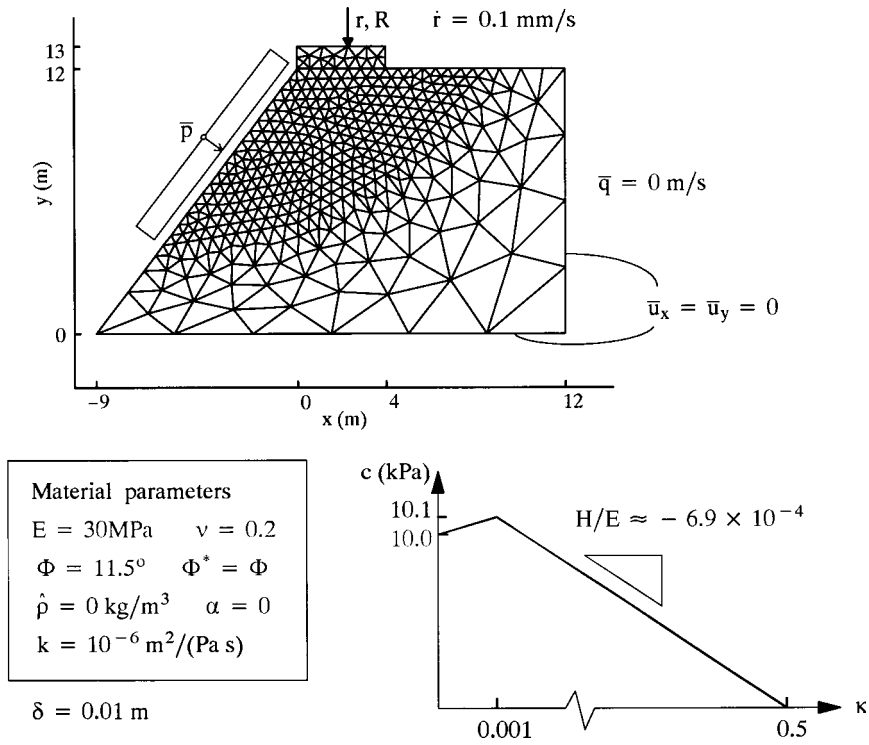 r, R    ṙ = 0.1 mm/s
13
12
p̅
y (m)
q̅ = 0 m/s
u̅ₓ = u̅ᵧ = 0
0
−9
0
4
12
x (m)
Material parameters
E = 30MPa    ν = 0.2
Φ = 11.5°    Φ* = Φ
ρ̂ = 0 kg/m³    α = 0
k = 10⁻⁶ m²/(Pa s)
δ = 0.01 m
c (kPa)
10.1
10.0
H/E ≈ − 6.9 × 10⁻⁴
0.001
0.5
κ